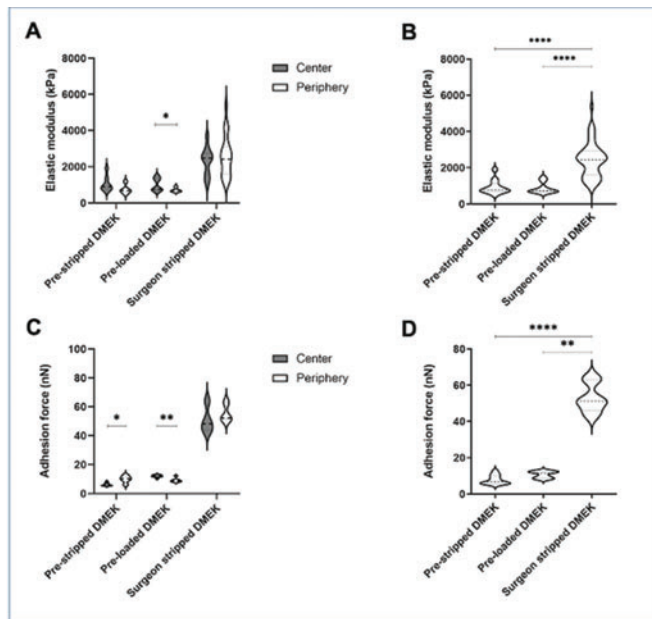 A
Elastic modulus (kPa)
8000
6000
4000
2000
0
*
Center
Periphery
Pre-stripped DMEK
Pre-loaded DMEK
Surgeon stripped DMEK
B
Elastic modulus (kPa)
8000
6000
4000
2000
0
****
****
Pre-stripped DMEK
Pre-loaded DMEK
Surgeon stripped DMEK
C
Adhesion force (nN)
100
80
60
40
20
0
*
**
Center
Periphery
Pre-stripped DMEK
Pre-loaded DMEK
Surgeon stripped DMEK
D
Adhesion force (nN)
80
60
40
20
0
****
**
Pre-stripped DMEK
Pre-loaded DMEK
Surgeon stripped DMEK